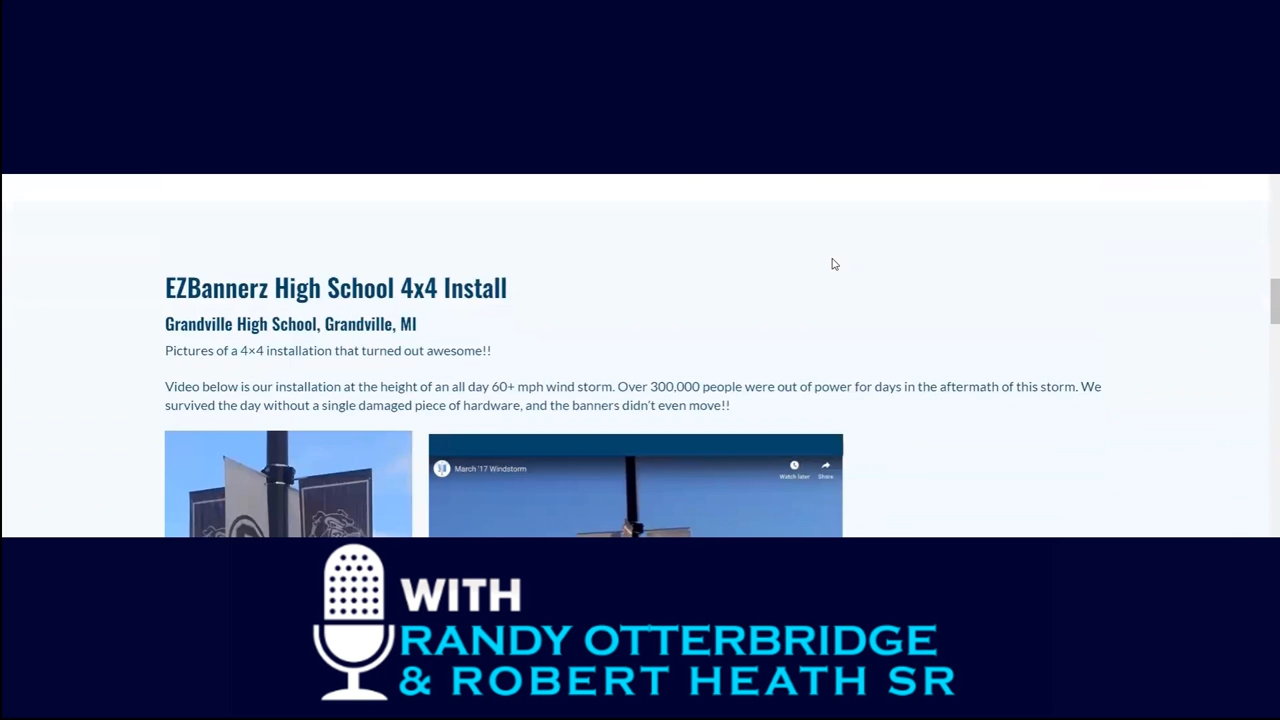 EZBannerz High School 4x4 Install
Grandville High School, Grandville, MI
Pictures of a 4×4 installation that turned out awesome!!
Video below is our installation at the height of an all day 60+ mph wind storm. Over 300,000 people were out of power for days in the aftermath of this storm. We
survived the day without a single damaged piece of hardware, and the banners didn't even move!!
March '17 Windstorm
Watch later
Share
WITH
RANDY OTTERBRIDGE
& ROBERT HEATH SR